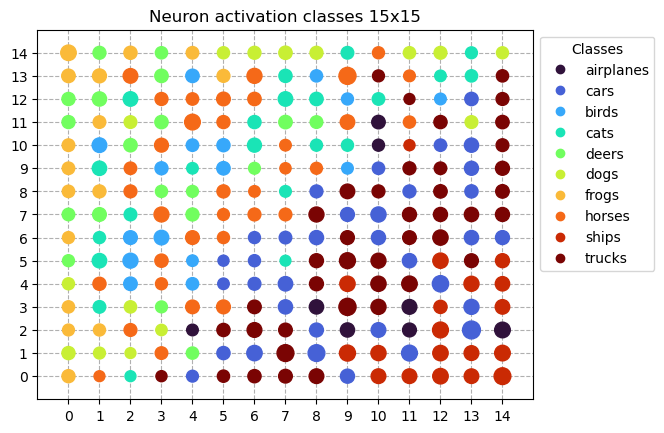 Neuron activation classes 15x15
14
13
12
11
10
9
8
7
6
5
4
3
2
1
0
0 1 2 3 4 5 6 7 8 9 10 11 12 13 14
Classes
airplanes
cars
birds
cats
deers
dogs
frogs
horses
ships
trucks